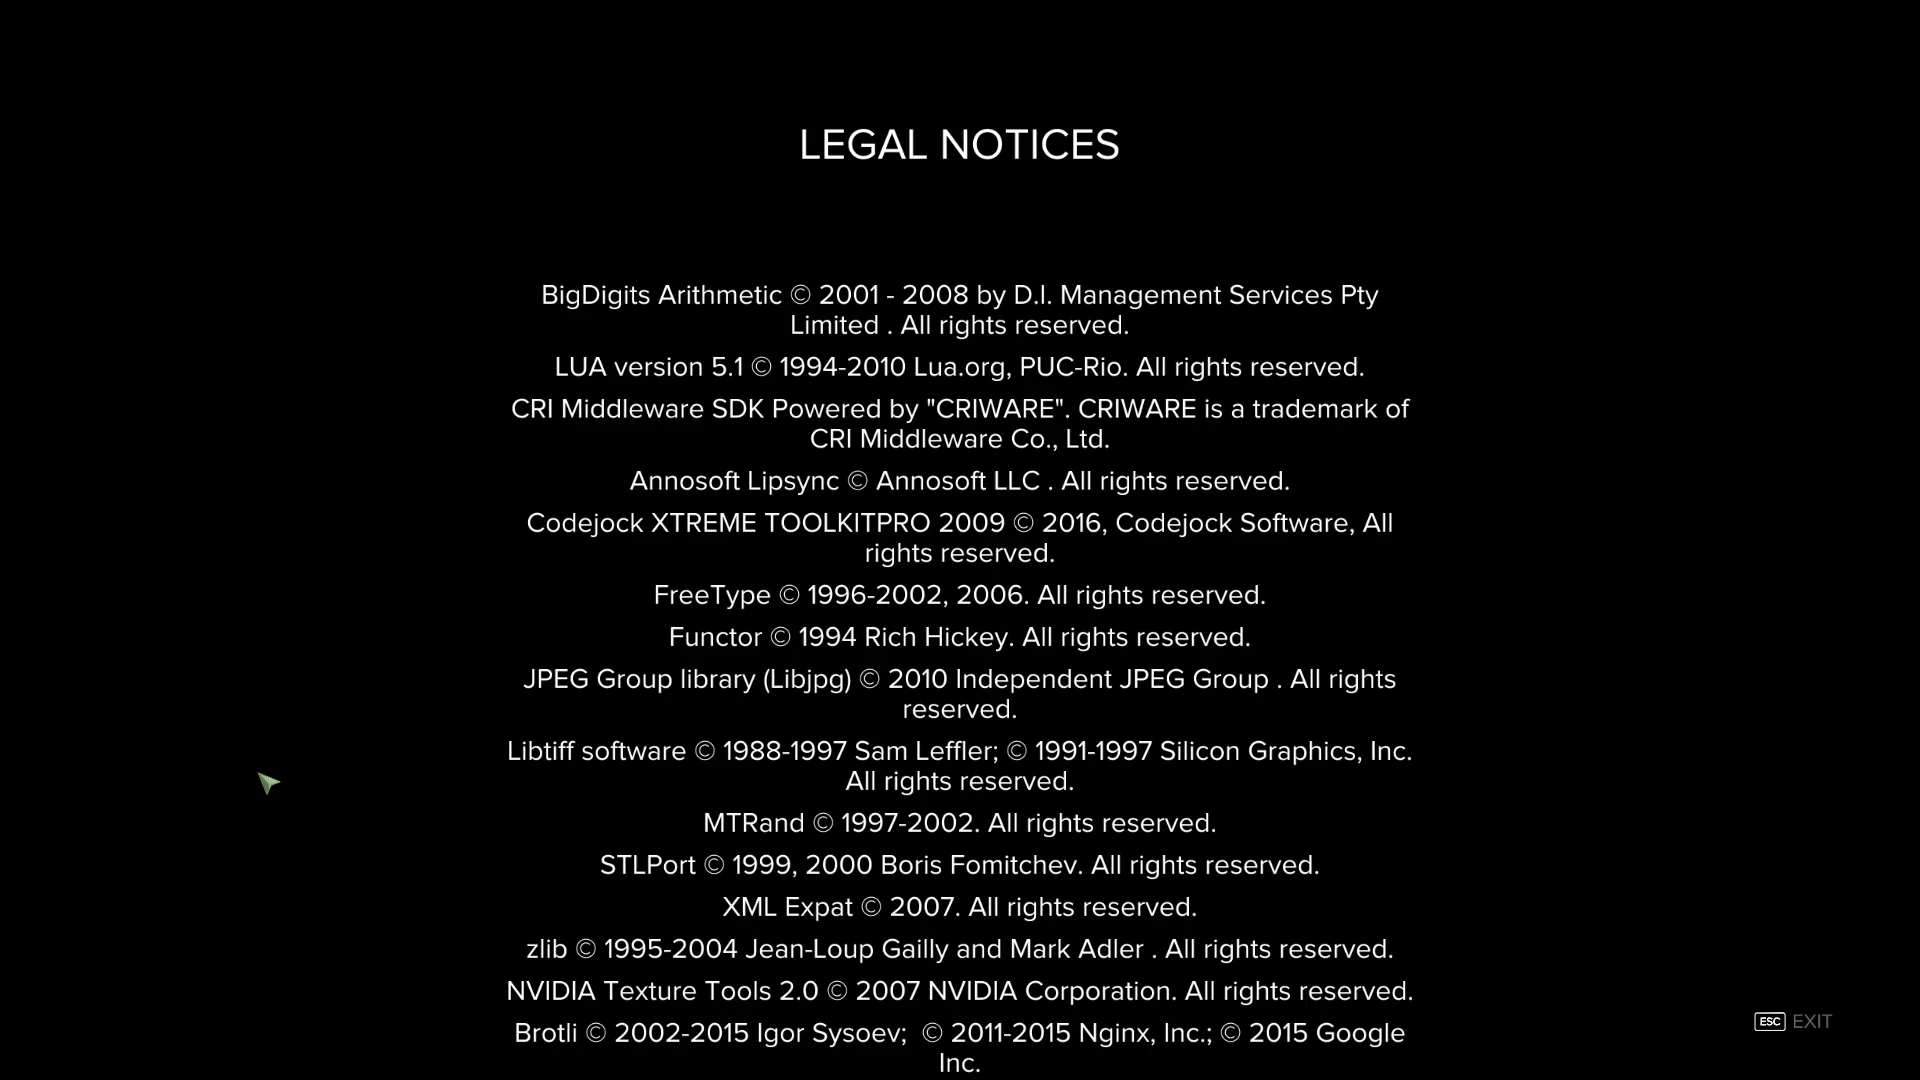 LEGAL NOTICES
BigDigits Arithmetic © 2001 - 2008 by D.I. Management Services Pty
Limited . All rights reserved.
LUA version 5.1 © 1994-2010 Lua.org, PUC-Rio. All rights reserved.
CRI Middleware SDK Powered by "CRIWARE". CRIWARE is a trademark of
CRI Middleware Co., Ltd.
Annosoft Lipsync © Annosoft LLC . All rights reserved.
Codejock XTREME TOOLKITPRO 2009 © 2016, Codejock Software, All
rights reserved.
FreeType © 1996-2002, 2006. All rights reserved.
Functor © 1994 Rich Hickey. All rights reserved.
JPEG Group library (Libjpg) © 2010 Independent JPEG Group . All rights
reserved.
Libtiff software © 1988-1997 Sam Leffler; © 1991-1997 Silicon Graphics, Inc.
All rights reserved.
MTRand © 1997-2002. All rights reserved.
STLPort © 1999, 2000 Boris Fomitchev. All rights reserved.
XML Expat © 2007. All rights reserved.
zlib © 1995-2004 Jean-Loup Gailly and Mark Adler . All rights reserved.
NVIDIA Texture Tools 2.0 © 2007 NVIDIA Corporation. All rights reserved.
Brotli © 2002-2015 Igor Sysoev;  © 2011-2015 Nginx, Inc.; © 2015 Google
Inc.
ESC EXIT